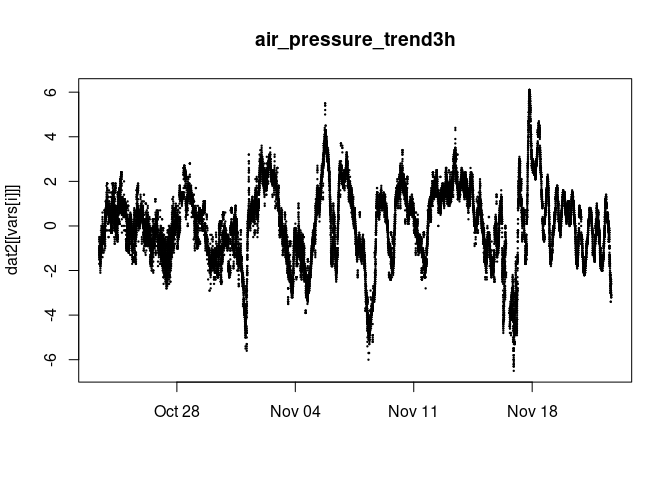 air_pressure_trend3h
dat2[[vars[i]]]
6
4
2
0
-2
-4
-6
Oct 28
Nov 04
Nov 11
Nov 18